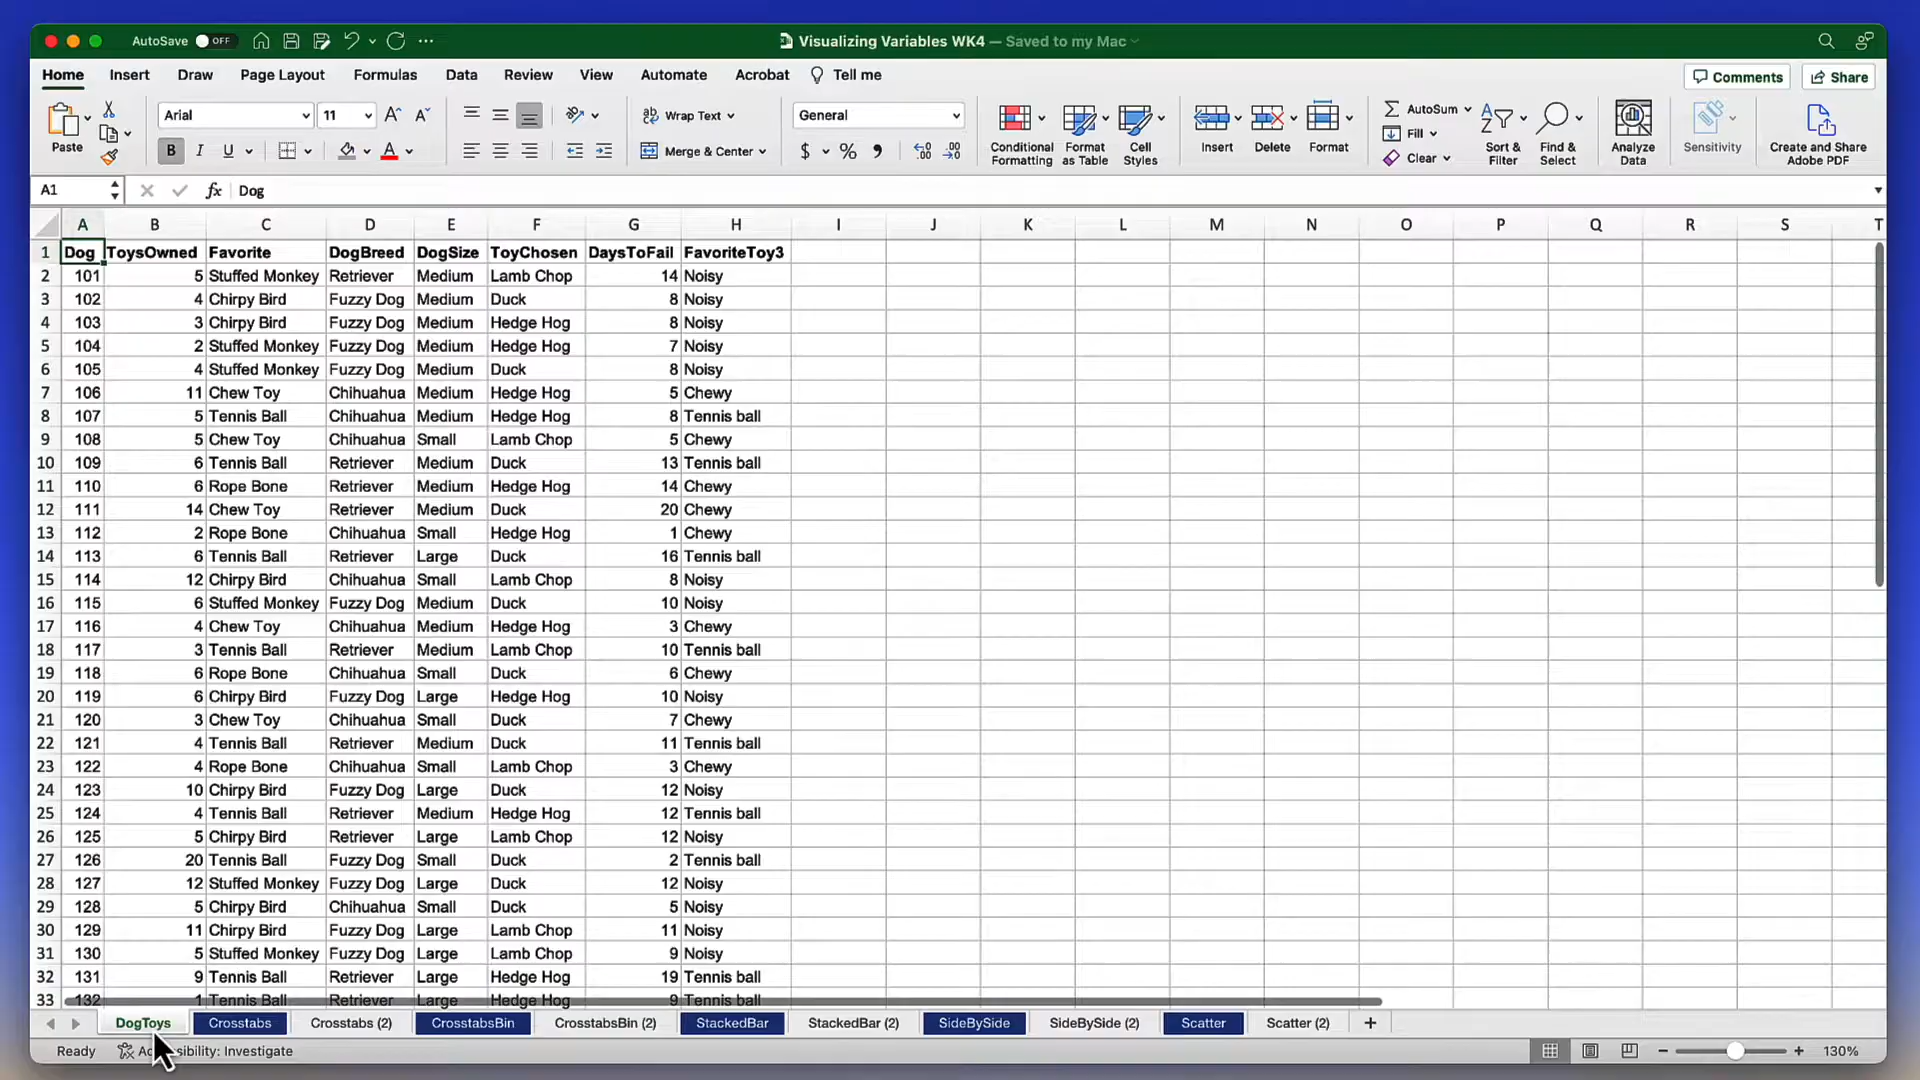 AutoSave OFF Visualizing Variables WK4 — Saved to my Mac
Home Insert Draw Page Layout Formulas Data Review View Automate Acrobat Tell me Comments Share
Paste Arial 11 Wrap Text General Conditional Formatting Format as Table Cell Styles Insert Delete Format AutoSum Fill Clear Sort & Filter Find & Select Analyze Data Sensitivity Create and Share Adobe PDF
B I U Merge & Center $ %
A1 fx Dog
A B C D E F G H I J K L M N O P Q R S T
1 Dog ToysOwned Favorite DogBreed DogSize ToyChosen DaysToFail FavoriteToy3
2 101 5 Stuffed Monkey Retriever Medium Lamb Chop 14 Noisy
3 102 4 Chirpy Bird Fuzzy Dog Medium Duck 8 Noisy
4 103 3 Chirpy Bird Fuzzy Dog Medium Hedge Hog 8 Noisy
5 104 2 Stuffed Monkey Fuzzy Dog Medium Hedge Hog 7 Noisy
6 105 4 Stuffed Monkey Fuzzy Dog Medium Duck 8 Noisy
7 106 11 Chew Toy Chihuahua Medium Hedge Hog 5 Chewy
8 107 5 Tennis Ball Chihuahua Medium Hedge Hog 8 Tennis ball
9 108 5 Chew Toy Chihuahua Small Lamb Chop 5 Chewy
10 109 6 Tennis Ball Retriever Medium Duck 13 Tennis ball
11 110 6 Rope Bone Retriever Medium Hedge Hog 14 Chewy
12 111 14 Chew Toy Retriever Medium Duck 20 Chewy
13 112 2 Rope Bone Chihuahua Small Hedge Hog 1 Chewy
14 113 6 Tennis Ball Retriever Large Duck 16 Tennis ball
15 114 12 Chirpy Bird Chihuahua Small Lamb Chop 8 Noisy
16 115 6 Stuffed Monkey Fuzzy Dog Medium Duck 10 Noisy
17 116 4 Chew Toy Chihuahua Medium Hedge Hog 3 Chewy
18 117 3 Tennis Ball Retriever Medium Lamb Chop 10 Tennis ball
19 118 6 Rope Bone Chihuahua Small Duck 6 Chewy
20 119 6 Chirpy Bird Fuzzy Dog Large Hedge Hog 10 Noisy
21 120 3 Chew Toy Chihuahua Small Duck 7 Chewy
22 121 4 Tennis Ball Retriever Medium Duck 11 Tennis ball
23 122 4 Rope Bone Chihuahua Small Lamb Chop 3 Chewy
24 123 10 Chirpy Bird Fuzzy Dog Large Duck 12 Noisy
25 124 4 Tennis Ball Retriever Medium Hedge Hog 12 Tennis ball
26 125 5 Chirpy Bird Retriever Large Lamb Chop 12 Noisy
27 126 20 Tennis Ball Fuzzy Dog Small Duck 2 Tennis ball
28 127 12 Stuffed Monkey Fuzzy Dog Large Duck 12 Noisy
29 128 5 Chirpy Bird Chihuahua Small Duck 5 Noisy
30 129 11 Chirpy Bird Fuzzy Dog Large Lamb Chop 11 Noisy
31 130 5 Stuffed Monkey Fuzzy Dog Large Lamb Chop 9 Noisy
32 131 9 Tennis Ball Retriever Large Hedge Hog 19 Tennis ball
33 132 1 Tennis Ball Retriever Large Hedge Hog 9 Tennis ball
DogToys Crosstabs Crosstabs (2) CrosstabsBin CrosstabsBin (2) StackedBar StackedBar (2) SideBySide SideBySide (2) Scatter Scatter (2) +
Ready Investigate 130%